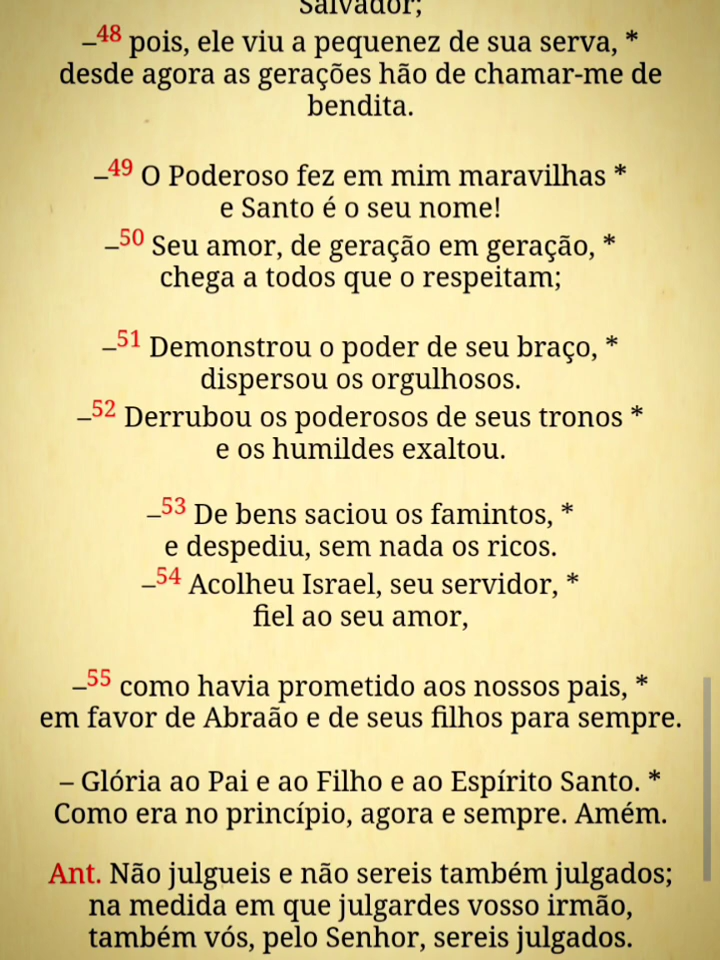 Salvador;
–48 pois, ele viu a pequenez de sua serva, *
desde agora as gerações hão de chamar-me de
bendita.
–49 O Poderoso fez em mim maravilhas *
e Santo é o seu nome!
–50 Seu amor, de geração em geração, *
chega a todos que o respeitam;
–51 Demonstrou o poder de seu braço, *
dispersou os orgulhosos.
–52 Derrubou os poderosos de seus tronos *
e os humildes exaltou.
–53 De bens saciou os famintos, *
e despediu, sem nada os ricos.
–54 Acolheu Israel, seu servidor, *
fiel ao seu amor,
–55 como havia prometido aos nossos pais, *
em favor de Abraão e de seus filhos para sempre.
– Glória ao Pai e ao Filho e ao Espírito Santo. *
Como era no princípio, agora e sempre. Amém.
Ant. Não julgueis e não sereis também julgados;
na medida em que julgardes vosso irmão,
também vós, pelo Senhor, sereis julgados.